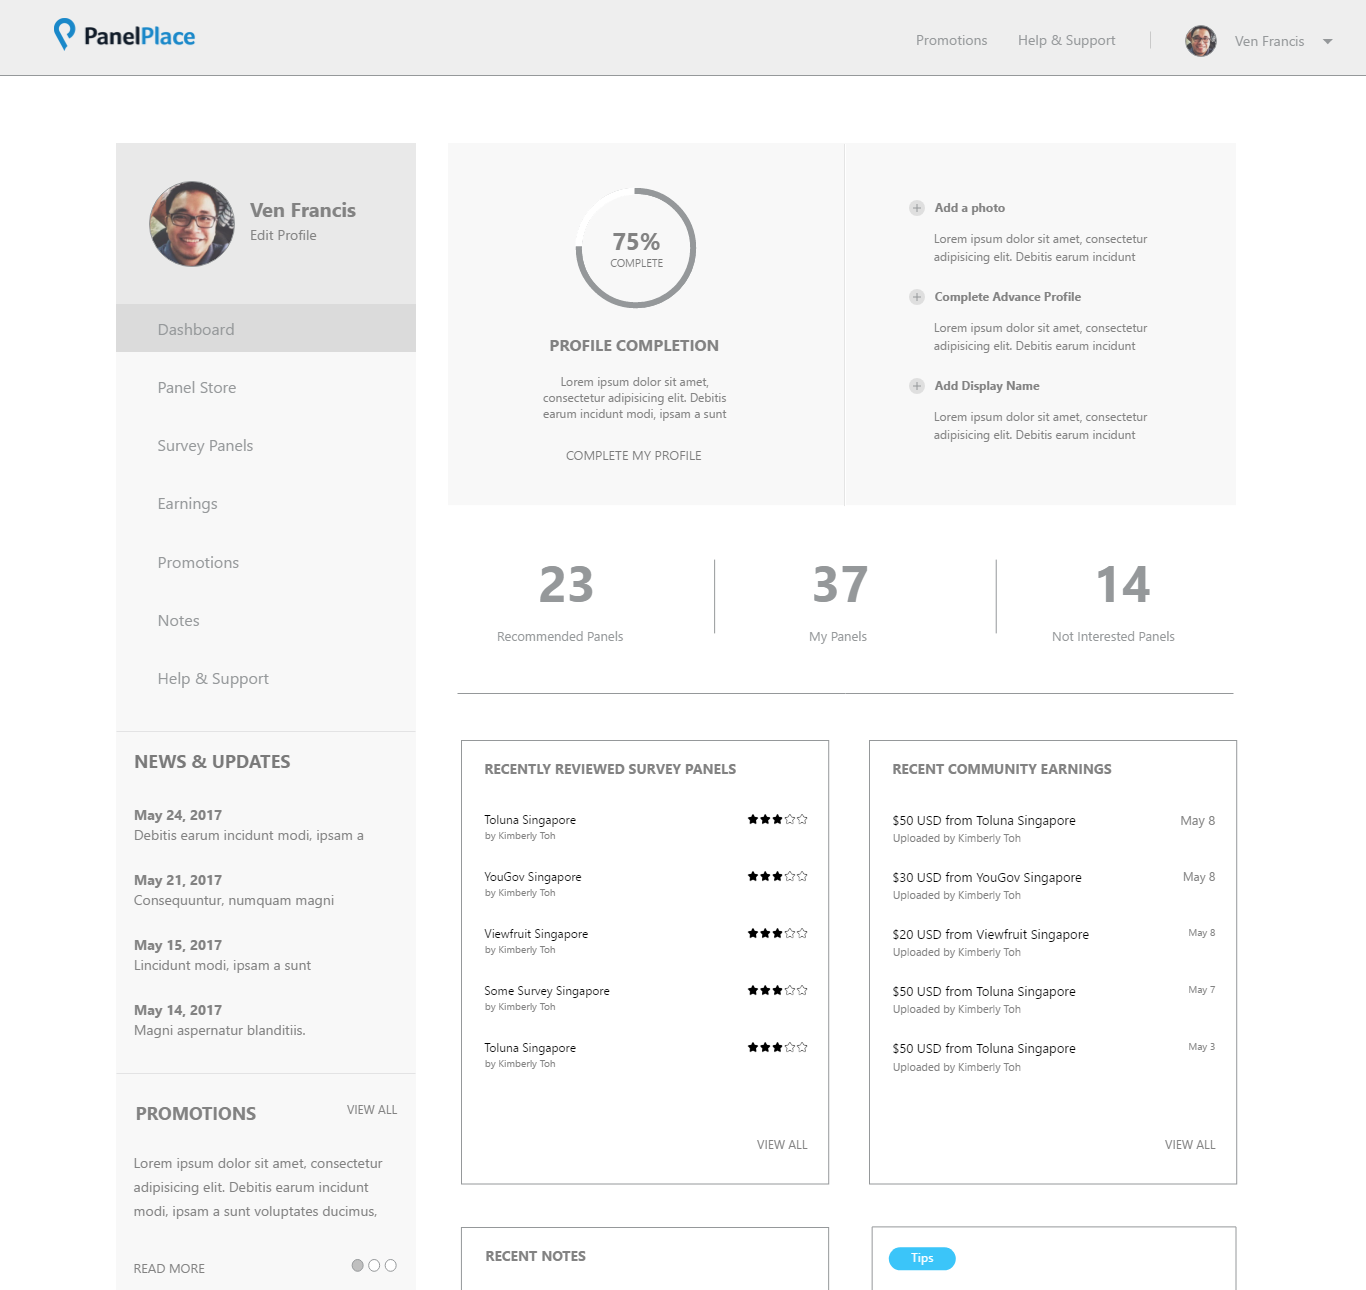 PanelPlace
Promotions
Help & Support
Ven Francis
Ven Francis
Edit Profile
Dashboard
Panel Store
Survey Panels
Earnings
Promotions
Notes
Help & Support
NEWS & UPDATES
May 24, 2017
Debitis earum incidunt modi, ipsam a
May 21, 2017
Consequuntur, numquam magni
May 15, 2017
Lincidunt modi, ipsam a sunt
May 14, 2017
Magni aspernatur blanditiis.
PROMOTIONS
VIEW ALL
Lorem ipsum dolor sit amet, consectetur
adipisicing elit. Debitis earum incidunt
modi, ipsam a sunt voluptates ducimus,
READ MORE
75%
COMPLETE
PROFILE COMPLETION
Lorem ipsum dolor sit amet,
consectetur adipisicing elit. Debitis
earum incidunt modi, ipsam a sunt
COMPLETE MY PROFILE
Add a photo
Lorem ipsum dolor sit amet, consectetur
adipisicing elit. Debitis earum incidunt
Complete Advance Profile
Lorem ipsum dolor sit amet, consectetur
adipisicing elit. Debitis earum incidunt
Add Display Name
Lorem ipsum dolor sit amet, consectetur
adipisicing elit. Debitis earum incidunt
23
Recommended Panels
37
My Panels
14
Not Interested Panels
RECENTLY REVIEWED SURVEY PANELS
Toluna Singapore
by Kimberly Toh
YouGov Singapore
by Kimberly Toh
Viewfruit Singapore
by Kimberly Toh
Some Survey Singapore
by Kimberly Toh
Toluna Singapore
by Kimberly Toh
VIEW ALL
RECENT COMMUNITY EARNINGS
$50 USD from Toluna Singapore
May 8
Uploaded by Kimberly Toh
$30 USD from YouGov Singapore
May 8
Uploaded by Kimberly Toh
$20 USD from Viewfruit Singapore
May 8
Uploaded by Kimberly Toh
$50 USD from Toluna Singapore
May 7
Uploaded by Kimberly Toh
$50 USD from Toluna Singapore
May 3
Uploaded by Kimberly Toh
VIEW ALL
RECENT NOTES
Tips